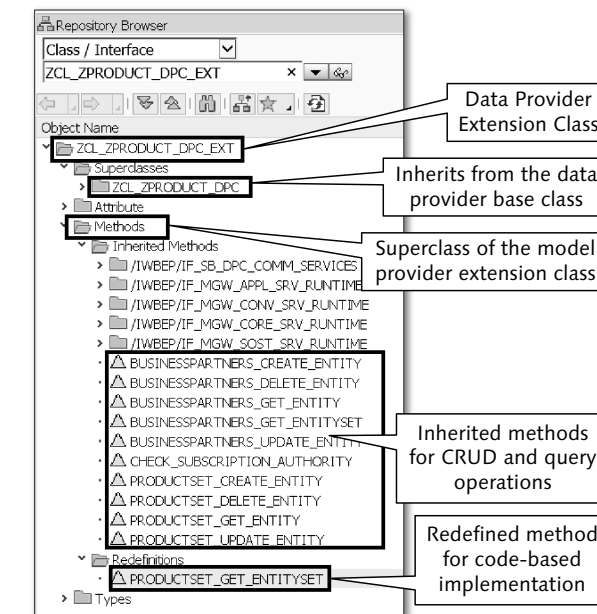 Repository Browser
Class / Interface
ZCL_ZPRODUCT_DPC_EXT
Object Name
ZCL_ZPRODUCT_DPC_EXT
Superclasses
ZCL_ZPRODUCT_DPC
Attribute
Methods
Inherited Methods
/IWBEP/IF_SB_DPC_COMM_SERVICES
/IWBEP/IF_MGW_APPL_SRV_RUNTIME
/IWBEP/IF_MGW_CONV_SRV_RUNTIME
/IWBEP/IF_MGW_CORE_SRV_RUNTIME
/IWBEP/IF_MGW_SOST_SRV_RUNTIME
BUSINESSPARTNERS_CREATE_ENTITY
BUSINESSPARTNERS_DELETE_ENTITY
BUSINESSPARTNERS_GET_ENTITY
BUSINESSPARTNERS_GET_ENTITYSET
BUSINESSPARTNERS_UPDATE_ENTITY
CHECK_SUBSCRIPTION_AUTHORITY
PRODUCTSET_CREATE_ENTITY
PRODUCTSET_DELETE_ENTITY
PRODUCTSET_GET_ENTITY
PRODUCTSET_UPDATE_ENTITY
Redefinitions
PRODUCTSET_GET_ENTITYSET
Types
Data Provider
Extension Class
Inherits from the data
provider base class
Superclass of the model
provider extension class
Inherited methods
for CRUD and query
operations
Redefined method
for code-based
implementation